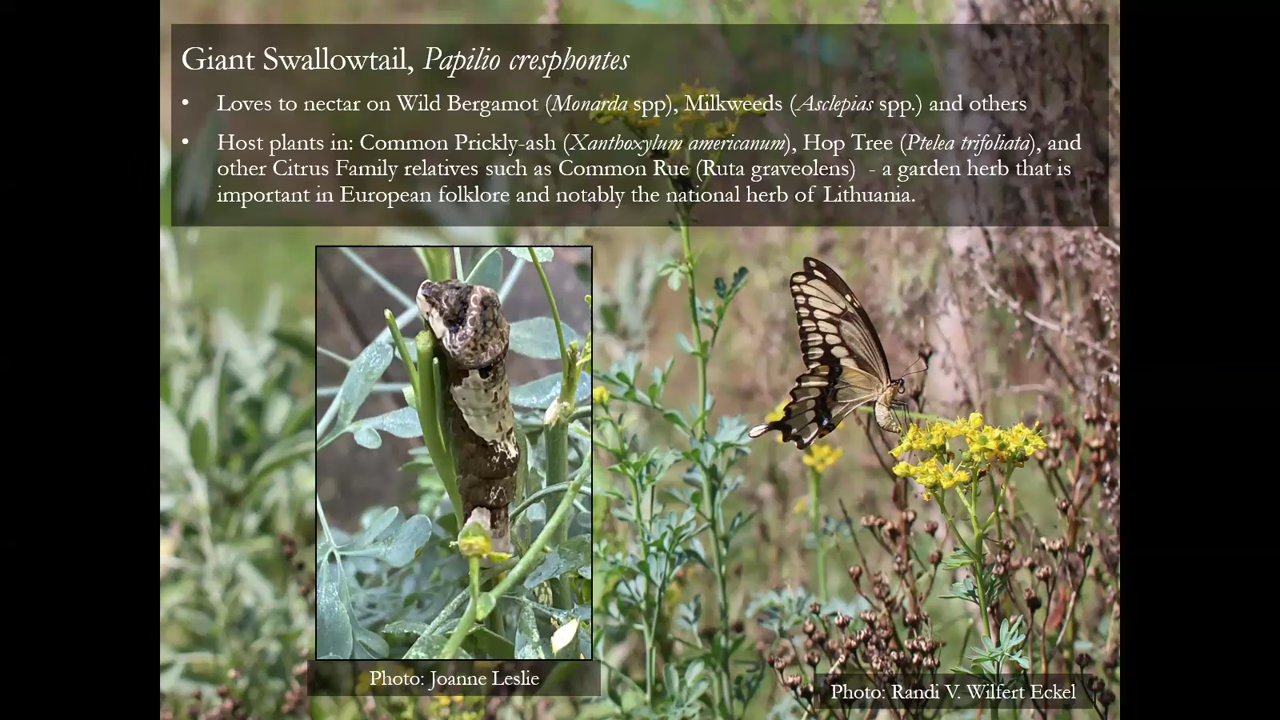 Giant Swallowtail, Papilio cresphontes
• Loves to nectar on Wild Bergamot (Monarda spp), Milkweeds (Asclepias spp.) and others
• Host plants in: Common Prickly-ash (Xanthoxylum americanum), Hop Tree (Ptelea trifoliata), and
other Citrus Family relatives such as Common Rue (Ruta graveolens) - a garden herb that is
important in European folklore and notably the national herb of Lithuania.
Photo: Joanne Leslie
Photo: Randi V. Wilfert Eckel